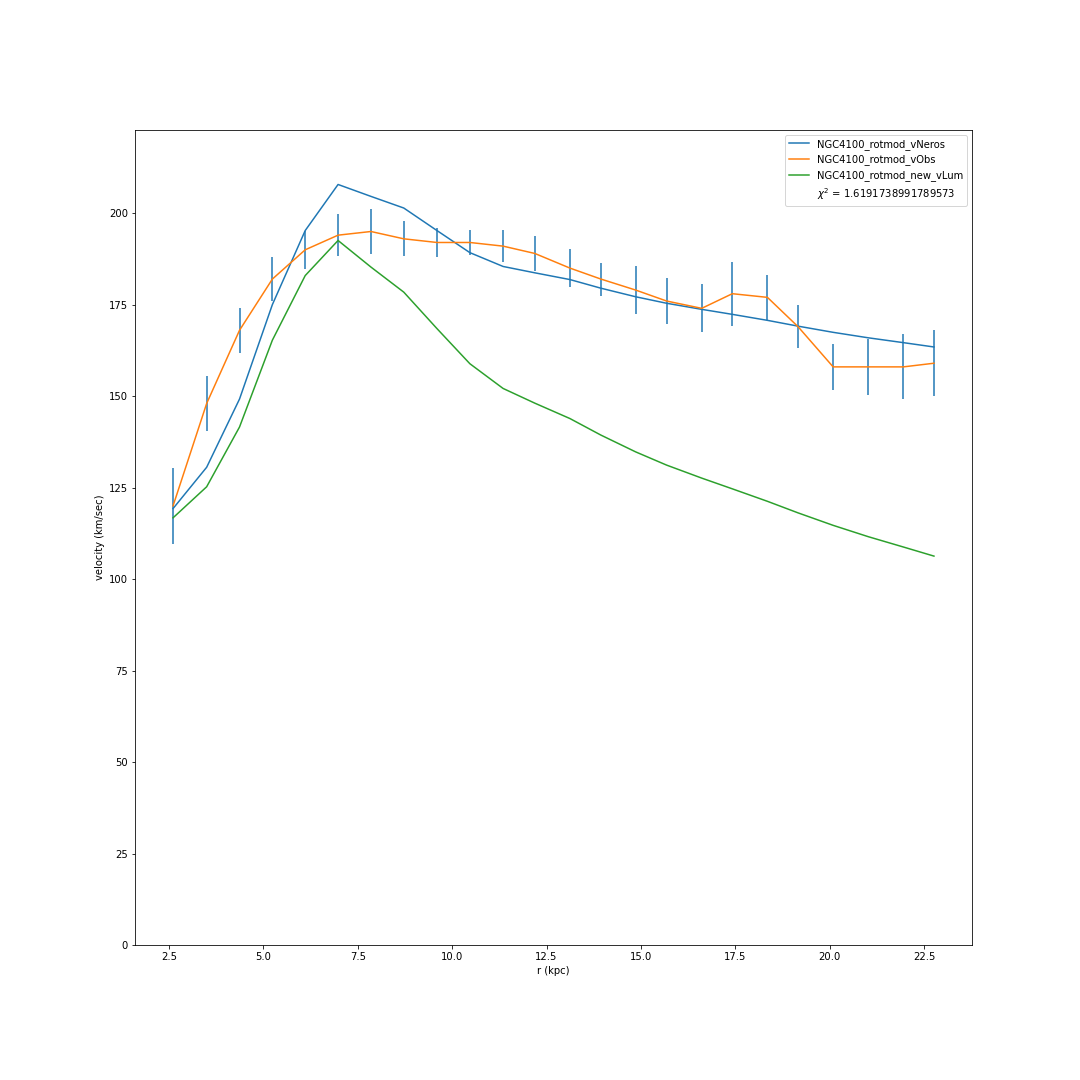 NGC4100_rotmod_vNeros
NGC4100_rotmod_vObs
NGC4100_rotmod_new_vLum
χ² = 1.6191738991789573
200
175
150
125
100
75
50
25
0
velocity (km/sec)
2.5 5.0 7.5 10.0 12.5 15.0 17.5 20.0 22.5
r (kpc)